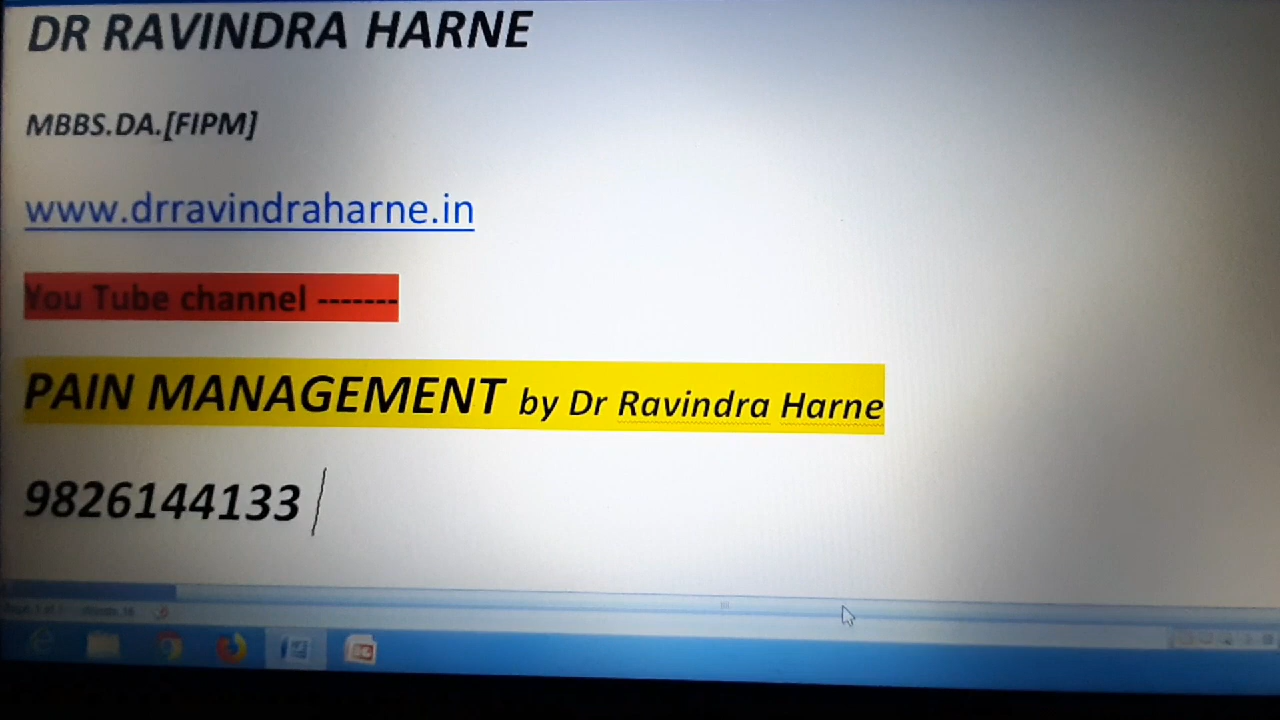 DR RAVINDRA HARNE
MBBS.DA.[FIPM]
www.drravindraharne.in
You Tube channel -------
PAIN MANAGEMENT by Dr Ravindra Harne
9826144133